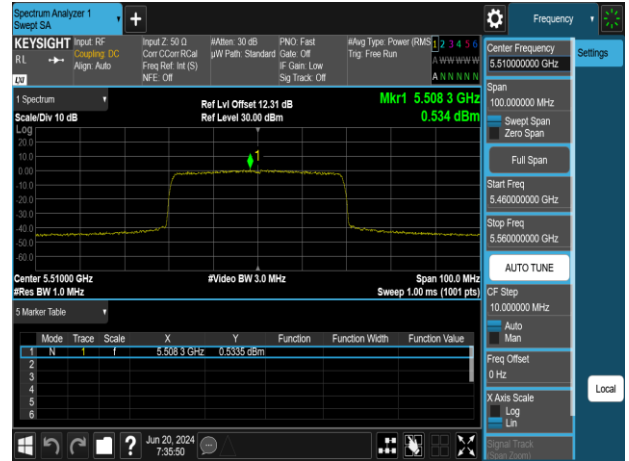 Spectrum Analyzer 1
Swept SA
+
Frequency
KEYSIGHT
RL
LXI
Input: RF
Coupling: DC
Align: Auto
Input Z: 50 Ω
Corr CCorr RCal
Freq Ref: Int (S)
NFE: Off
#Atten: 30 dB
µW Path: Standard
PNO: Fast
Gate: Off
IF Gain: Low
Sig Track: Off
#Avg Type: Power (RMS
Trig: Free Run
1 2 3 4 5 6
A W W W W W
A N N N N N
Center Frequency
5.510000000 GHz
Settings
Span
100.000000 MHz
Swept Span
Zero Span
Full Span
Start Freq
5.460000000 GHz
Stop Freq
5.560000000 GHz
AUTO TUNE
CF Step
10.000000 MHz
Auto
Man
Freq Offset
0 Hz
X Axis Scale
Log
Lin
Signal Track
(Span Zoom)
Local
1 Spectrum
Scale/Div 10 dB
Ref Lvl Offset 12.31 dB
Ref Level 30.00 dBm
Mkr1 5.508 3 GHz
0.534 dBm
Log
20.0
10.0
0.00
-10.0
-20.0
-30.0
-40.0
-50.0
-60.0
1
Center 5.51000 GHz
#Res BW 1.0 MHz
#Video BW 3.0 MHz
Span 100.0 MHz
Sweep 1.00 ms (1001 pts)
5 Marker Table
Mode Trace Scale X Y Function Function Width Function Value
1 N 1 f 5.508 3 GHz 0.5335 dBm
2
3
4
5
6
?
Jun 20, 2024
7:35:50